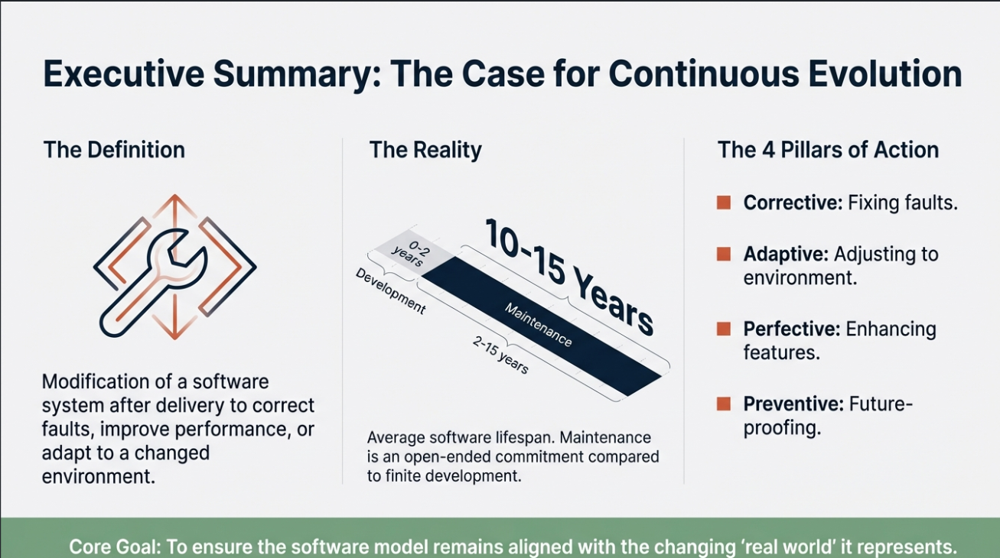 Executive Summary: The Case for Continuous Evolution
The Definition
Modification of a software
system after delivery to correct
faults, improve performance, or
adapt to a changed
environment.
The Reality
10-15 Years
0-2
years
Development
Maintenance
2-15 years
Average software lifespan. Maintenance
is an open-ended commitment compared
to finite development.
The 4 Pillars of Action
Corrective: Fixing faults.
Adaptive: Adjusting to
environment.
Perfective: Enhancing
features.
Preventive: Future-
proofing.
Core Goal: To ensure the software model remains aligned with the changing ‘real world’ it represents.